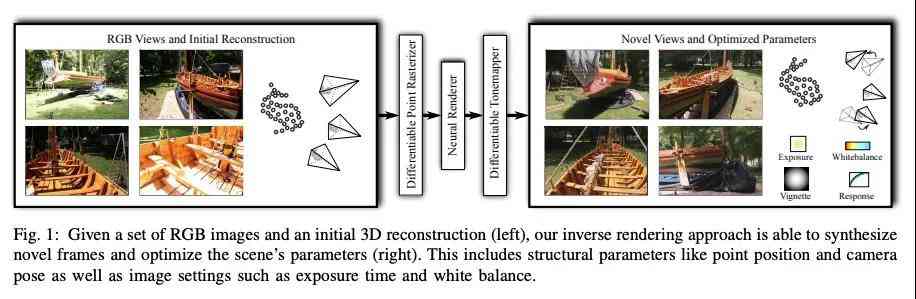 RGB Views and Initial Reconstruction
Differentiable Point Rasterizer
Neural Renderer
Differentiable Tonemapper
Novel Views and Optimized Parameters
Exposure
Whitebalance
Vignette
Response
Fig. 1: Given a set of RGB images and an initial 3D reconstruction (left), our inverse rendering approach is able to synthesize
novel frames and optimize the scene's parameters (right). This includes structural parameters like point position and camera
pose as well as image settings such as exposure time and white balance.